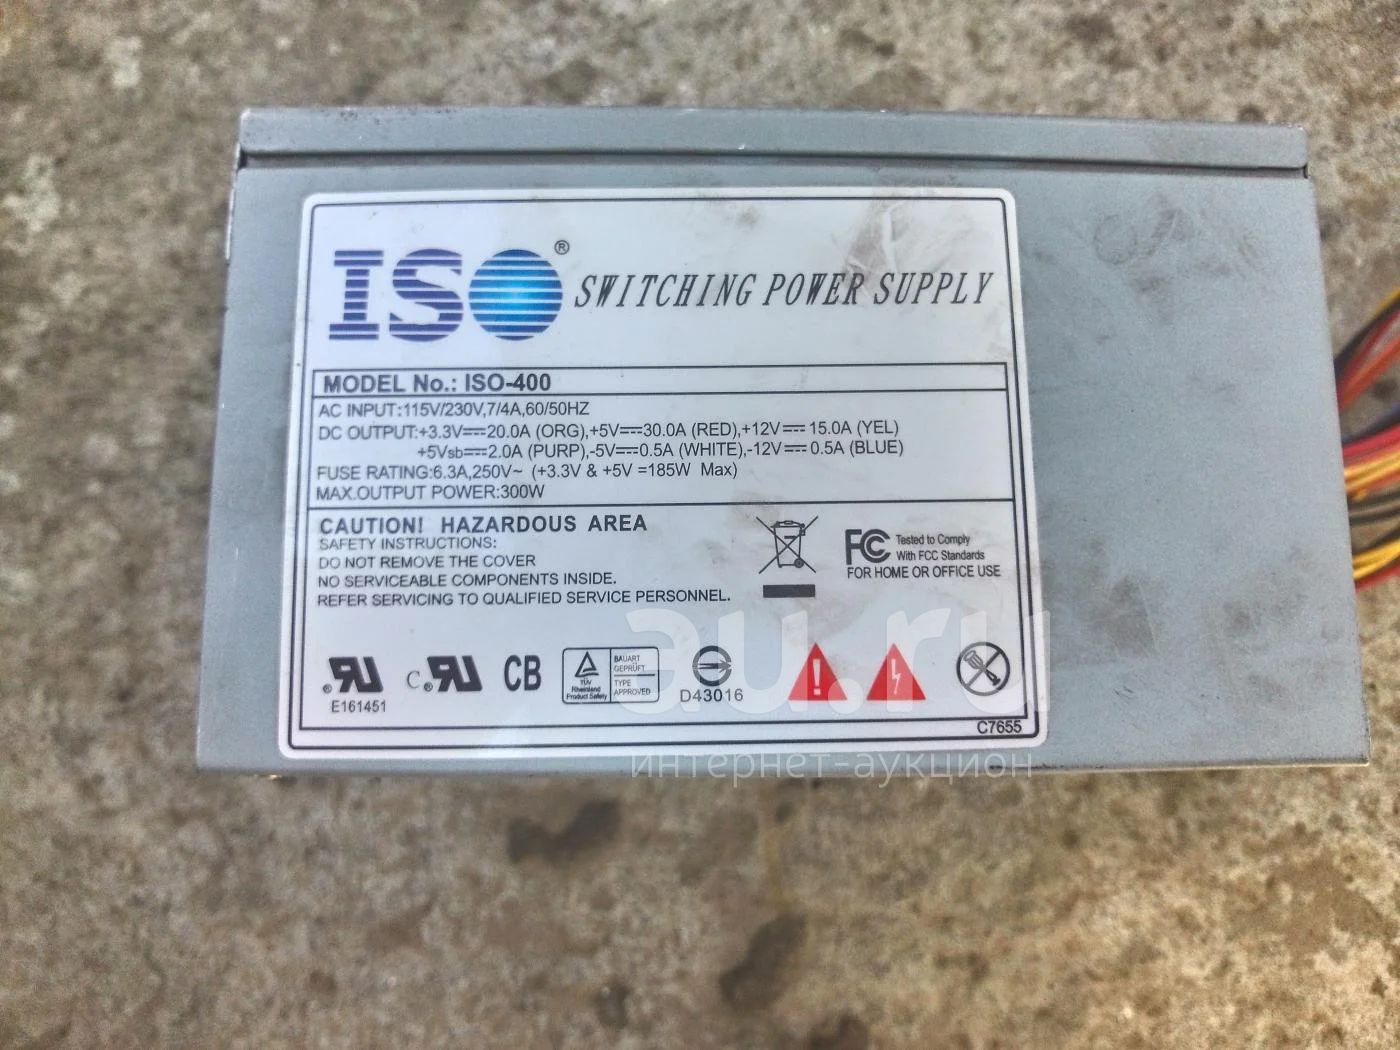 ISO® SWITCHING POWER SUPPLY
MODEL No.: ISO-400
AC INPUT:115V/230V,7/4A,60/50HZ
DC OUTPUT:+3.3V⎓20.0A (ORG),+5V⎓30.0A (RED),+12V⎓15.0A (YEL)
+5Vsb⎓2.0A (PURP),-5V⎓0.5A (WHITE),-12V⎓0.5A (BLUE)
FUSE RATING:6.3A,250V~ (+3.3V & +5V =185W Max)
MAX.OUTPUT POWER:300W
CAUTION! HAZARDOUS AREA
SAFETY INSTRUCTIONS:
DO NOT REMOVE THE COVER
NO SERVICEABLE COMPONENTS INSIDE.
REFER SERVICING TO QUALIFIED SERVICE PERSONNEL.
FC Tested to Comply
With FCC Standards
FOR HOME OR OFFICE USE
RU® C RU® CB
E161451
TÜV
Rheinland
Product Safety
BAUART
GEPRÜFT
TYPE
APPROVED
D43016
C7655
au.ru
интернет-аукцион